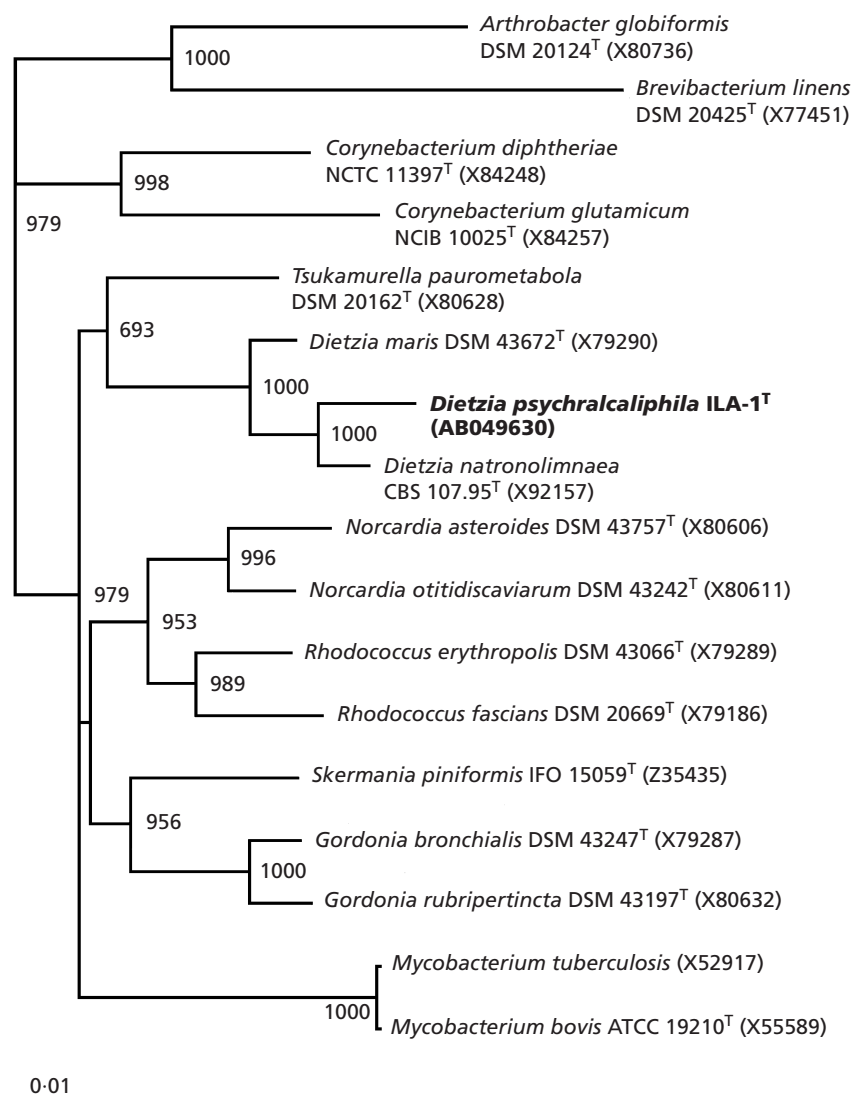 Arthrobacter globiformis
DSM 20124ᵀ (X80736)
1000
Brevibacterium linens
DSM 20425ᵀ (X77451)
Corynebacterium diphtheriae
NCTC 11397ᵀ (X84248)
998
Corynebacterium glutamicum
NCIB 10025ᵀ (X84257)
979
Tsukamurella paurometabola
DSM 20162ᵀ (X80628)
693
Dietzia maris DSM 43672ᵀ (X79290)
1000
Dietzia psychralcaliphila ILA-1ᵀ
(AB049630)
1000
Dietzia natronolimnaea
CBS 107.95ᵀ (X92157)
Norcardia asteroides DSM 43757ᵀ (X80606)
996
Norcardia otitidiscaviarum DSM 43242ᵀ (X80611)
979
953
Rhodococcus erythropolis DSM 43066ᵀ (X79289)
989
Rhodococcus fascians DSM 20669ᵀ (X79186)
Skermania piniformis IFO 15059ᵀ (Z35435)
956
Gordonia bronchialis DSM 43247ᵀ (X79287)
1000
Gordonia rubripertincta DSM 43197ᵀ (X80632)
Mycobacterium tuberculosis (X52917)
1000
Mycobacterium bovis ATCC 19210ᵀ (X55589)
0·01